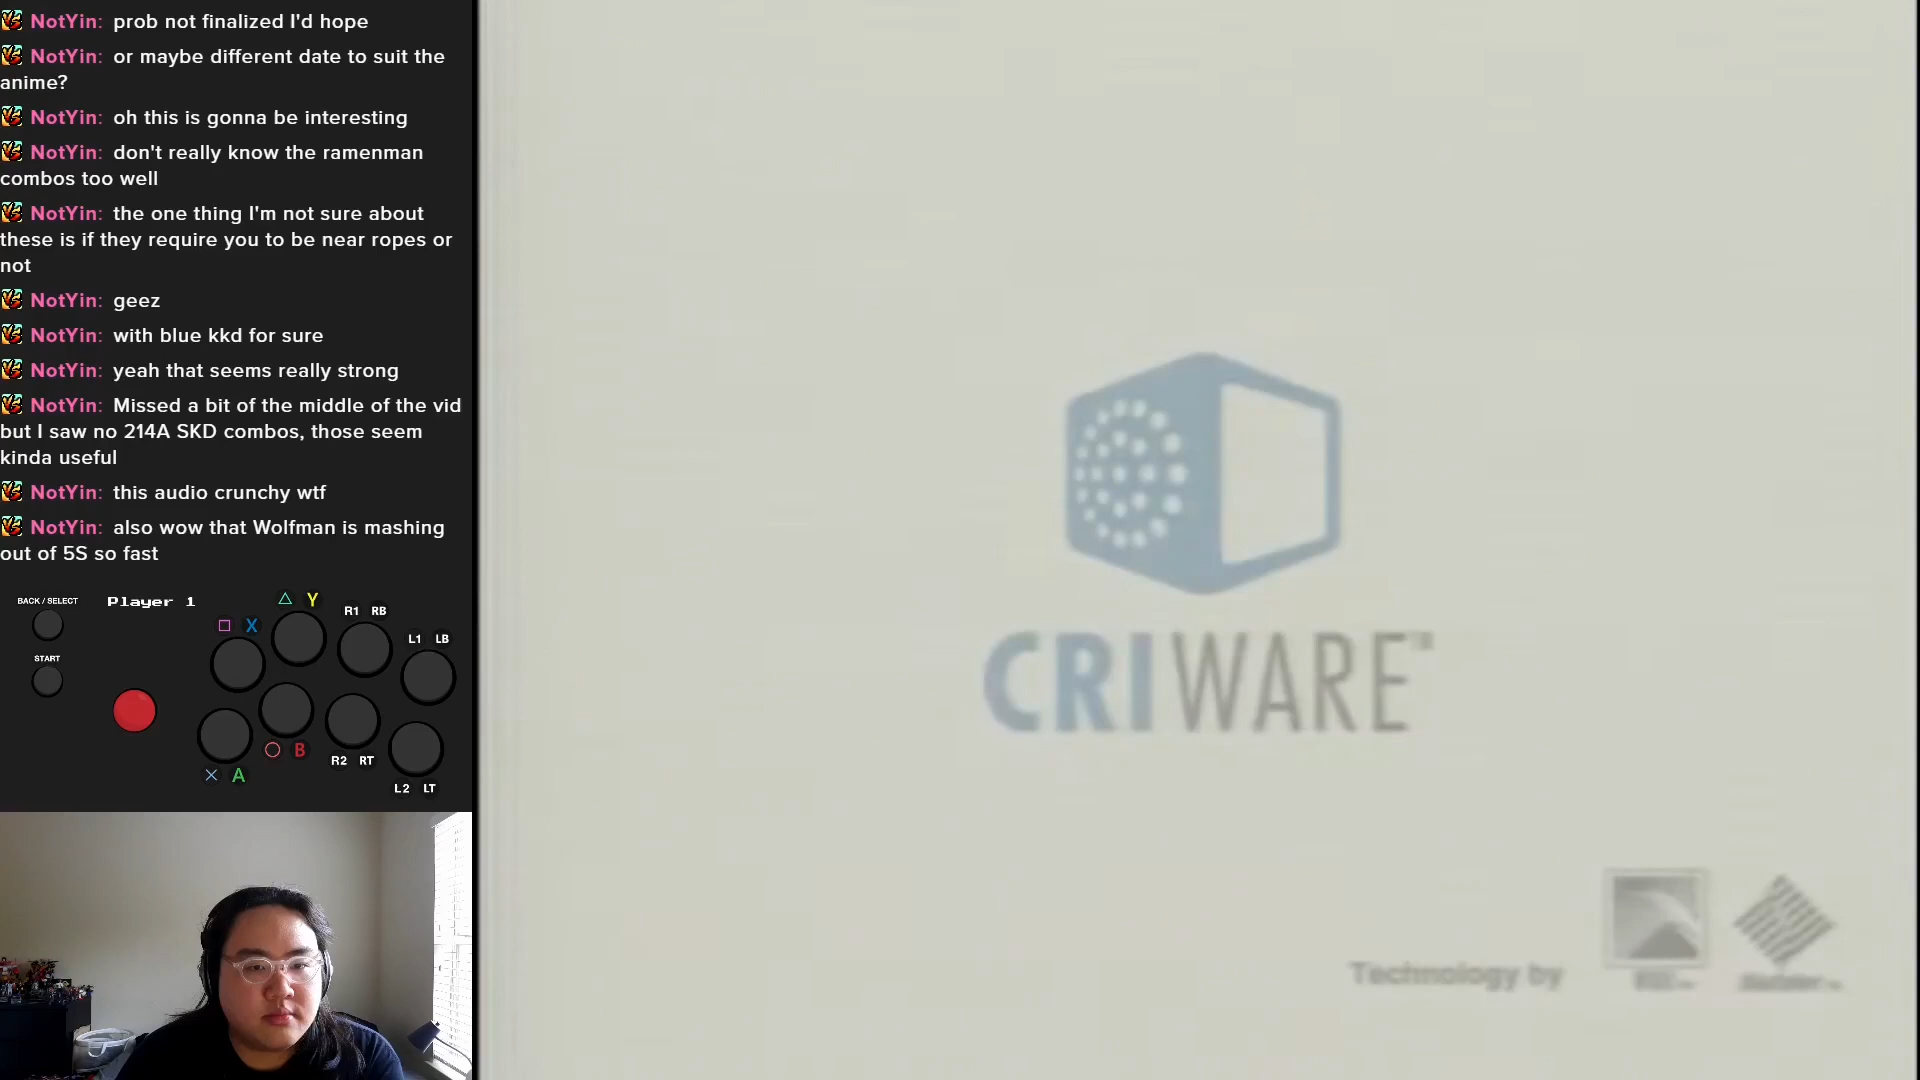 NotYin: prob not finalized I'd hope
NotYin: or maybe different date to suit the
anime?
NotYin: oh this is gonna be interesting
NotYin: don't really know the ramenman
combos too well
NotYin: the one thing I'm not sure about
these is if they require you to be near ropes or
not
NotYin: geez
NotYin: with blue kkd for sure
NotYin: yeah that seems really strong
NotYin: Missed a bit of the middle of the vid
but I saw no 214A SKD combos, those seem
kinda useful
NotYin: this audio crunchy wtf
NotYin: also wow that Wolfman is mashing
out of 5S so fast
BACK / SELECT
Player 1
START
X
Y
R1 RB
L1 LB
A
B
R2 RT
L2 LT
CRIWARE™
Technology by